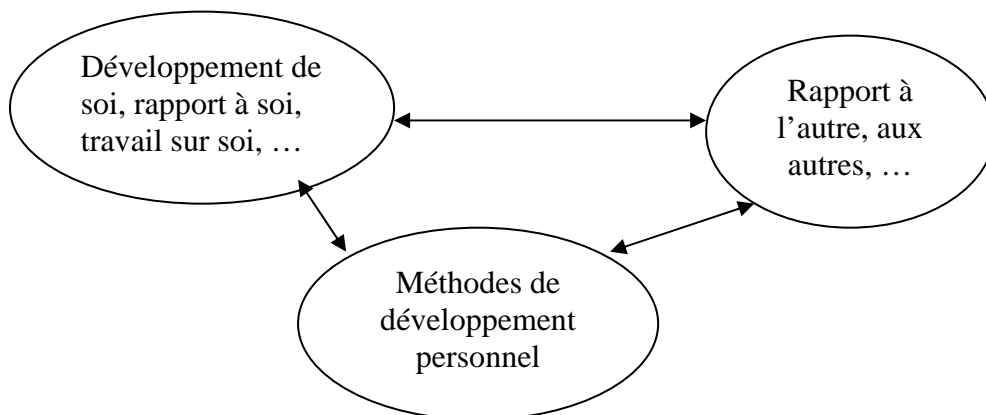 Développement de
soi, rapport à soi,
travail sur soi, …
Rapport à
l’autre, aux
autres, …
Méthodes de
développement
personnel